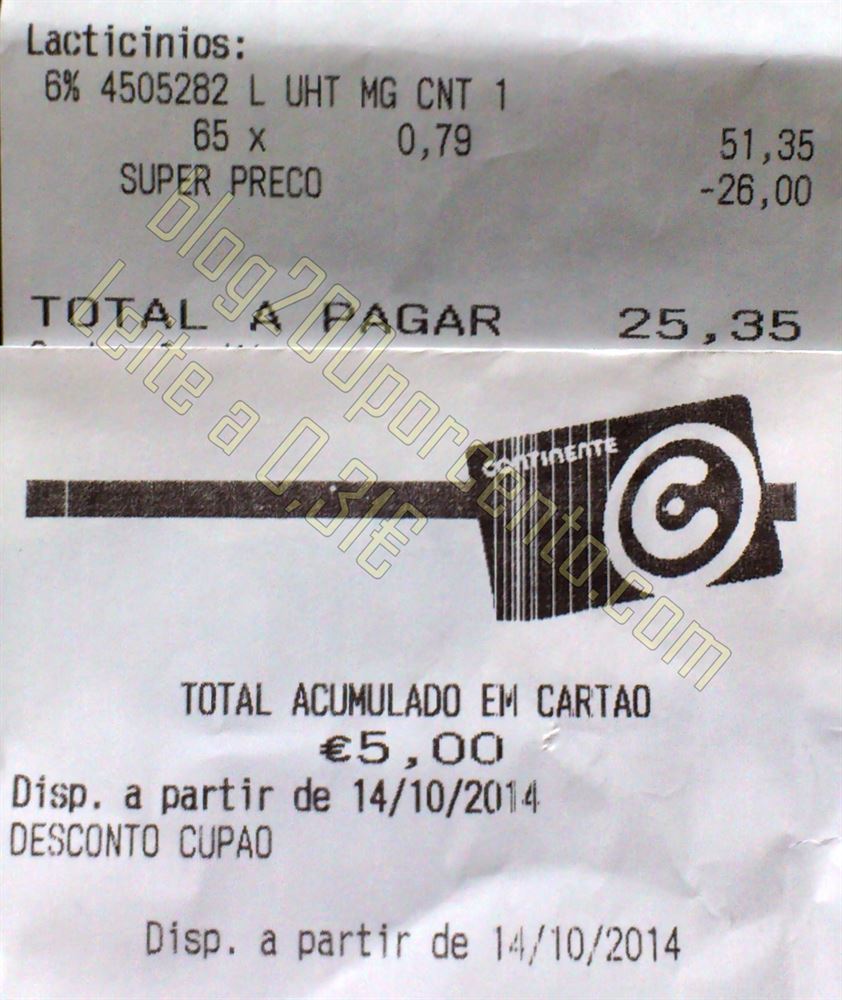 Lacticinios:
6% 4505282 L UHT MG CNT 1
65 x 0,79 51,35
SUPER PRECO -26,00
TOTAL A PAGAR 25,35
blog200porcento.com
Leite a 0,31€
CONTINENTE
TOTAL ACUMULADO EM CARTAO
€5,00
Disp. a partir de 14/10/2014
DESCONTO CUPAO
Disp. a partir de 14/10/2014